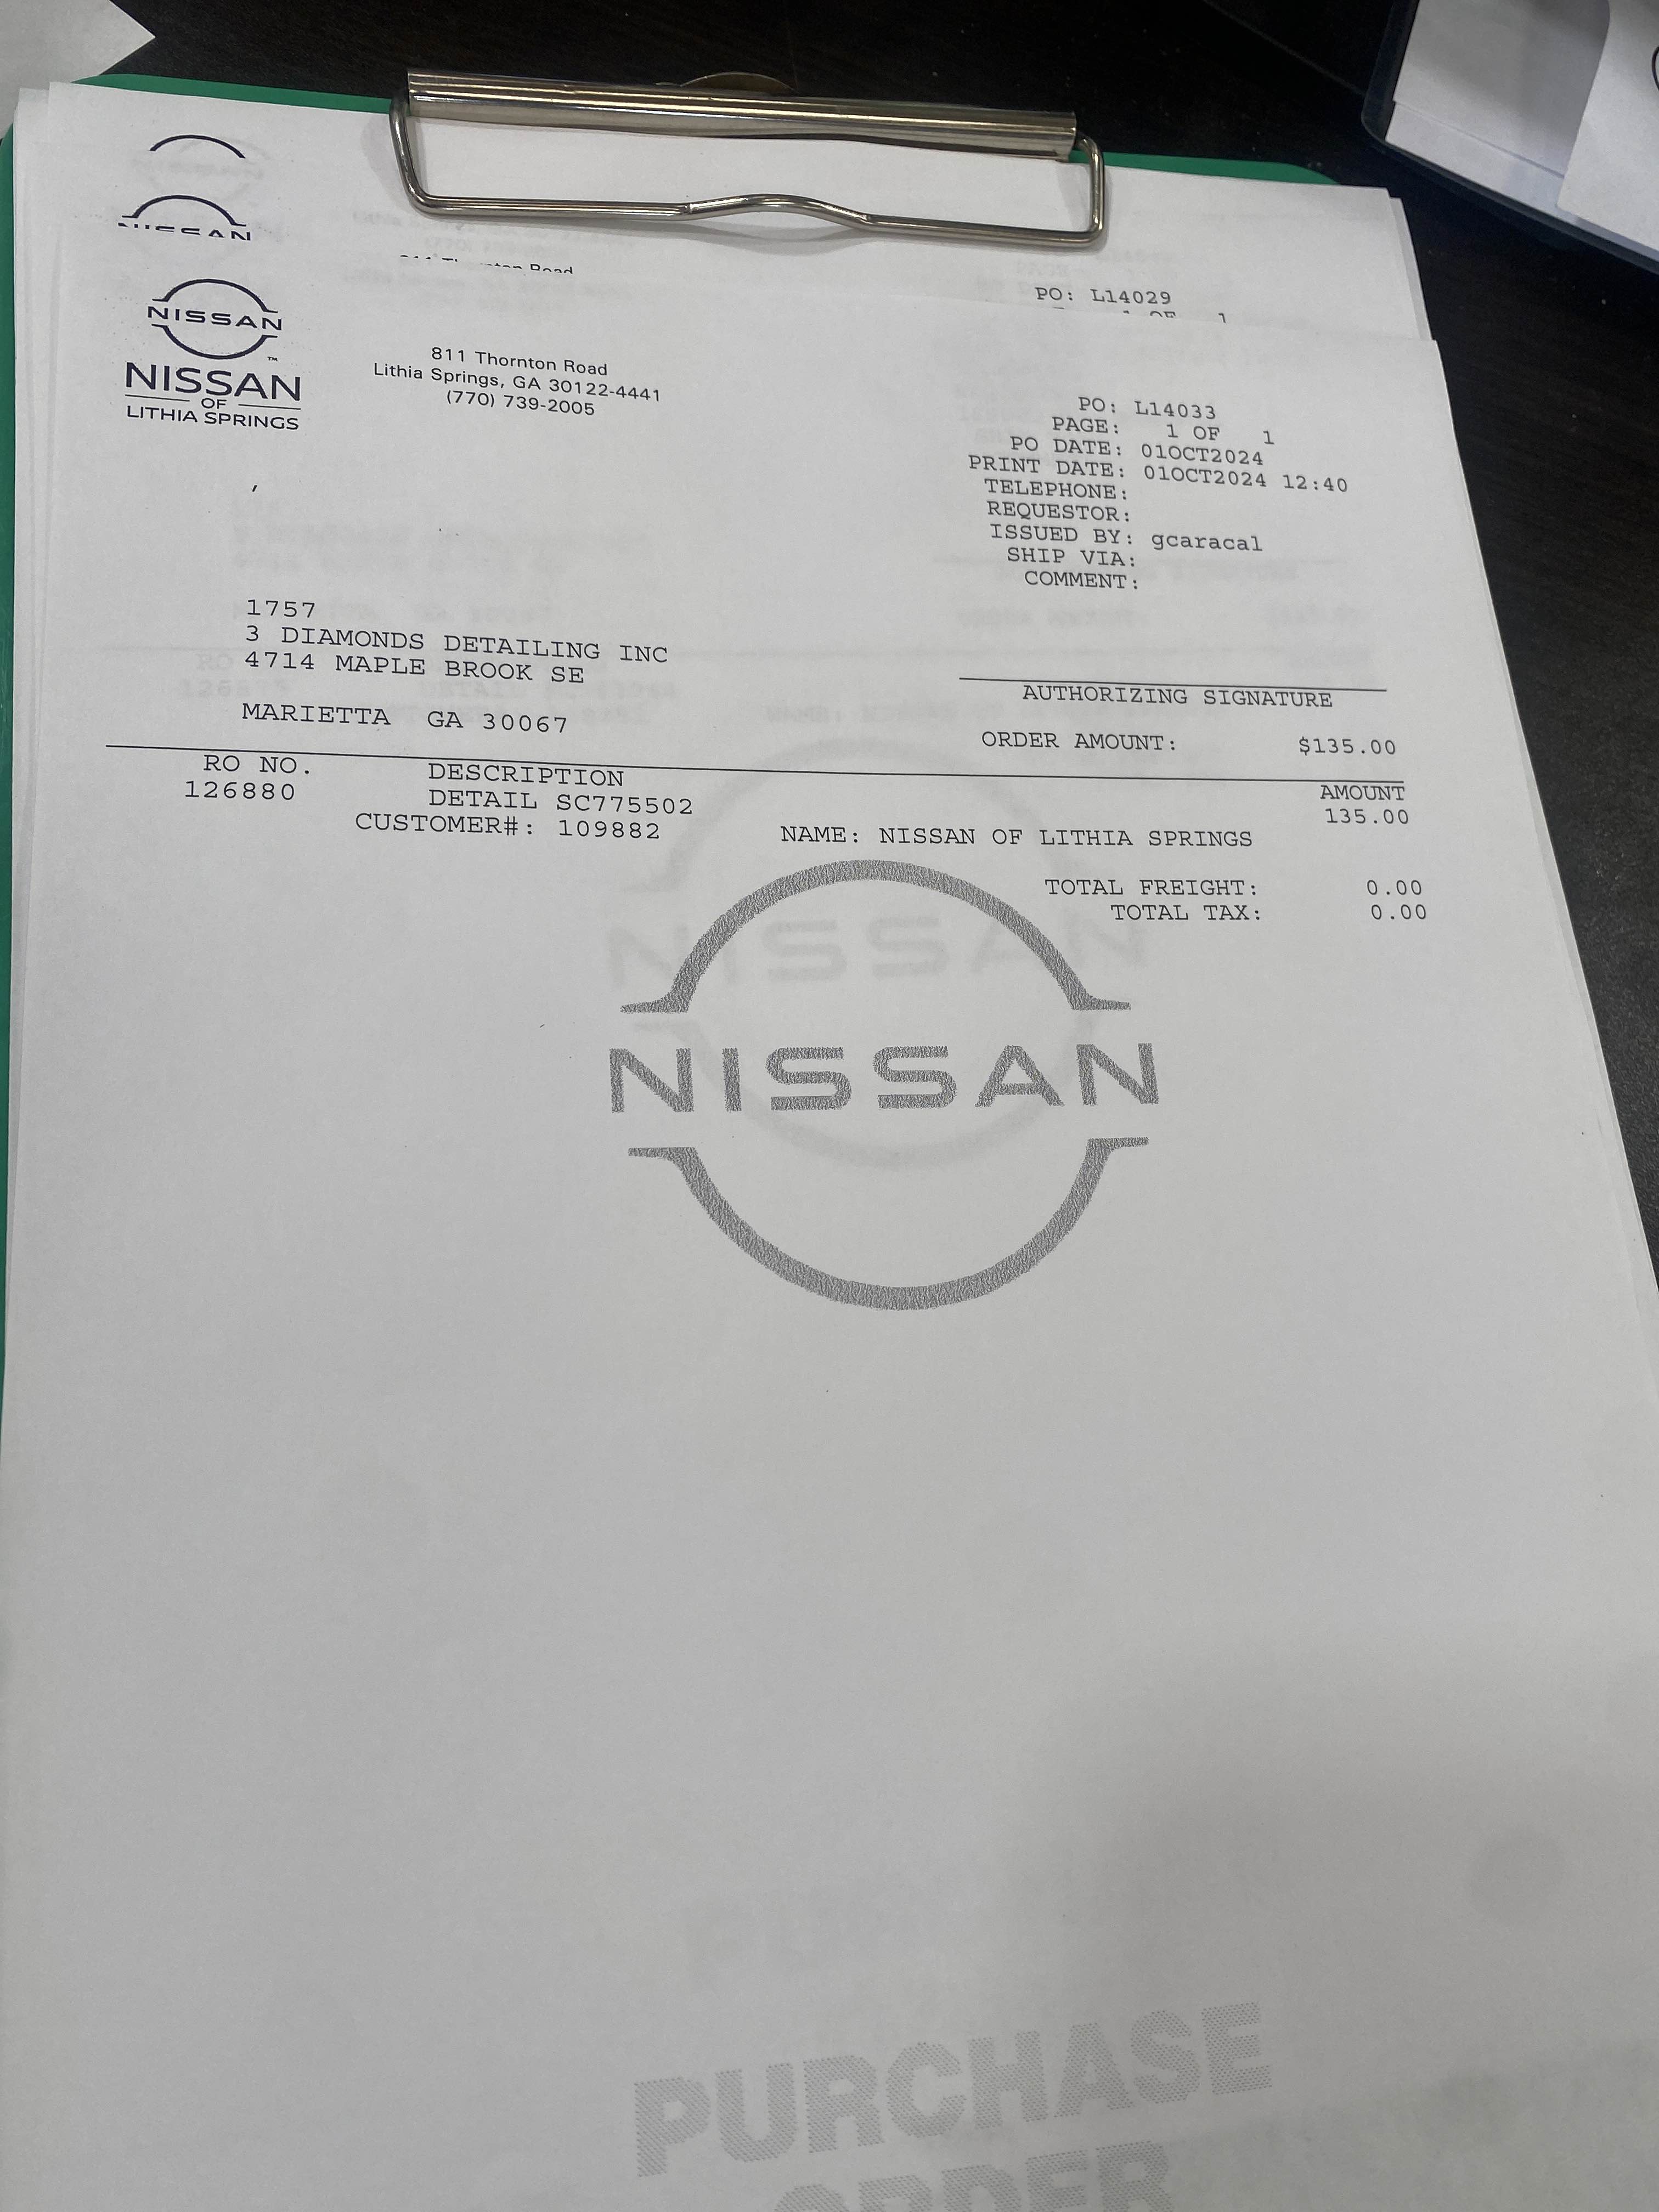 NISSAN
PO: L14029
NISSAN
NISSAN
OF
LITHIA SPRINGS
811 Thornton Road
Lithia Springs, GA 30122-4441
(770) 739-2005
PO: L14033
PAGE: 1 OF 1
PO DATE: 01OCT2024
PRINT DATE: 01OCT2024 12:40
TELEPHONE:
REQUESTOR:
ISSUED BY: gcaracal
SHIP VIA:
COMMENT:
1757
3 DIAMONDS DETAILING INC
4714 MAPLE BROOK SE
MARIETTA GA 30067
AUTHORIZING SIGNATURE
ORDER AMOUNT: $135.00
RO NO. DESCRIPTION AMOUNT
126880 DETAIL SC775502 135.00
CUSTOMER#: 109882 NAME: NISSAN OF LITHIA SPRINGS
TOTAL FREIGHT: 0.00
TOTAL TAX: 0.00
NISSAN
PURCHASE
ORDER